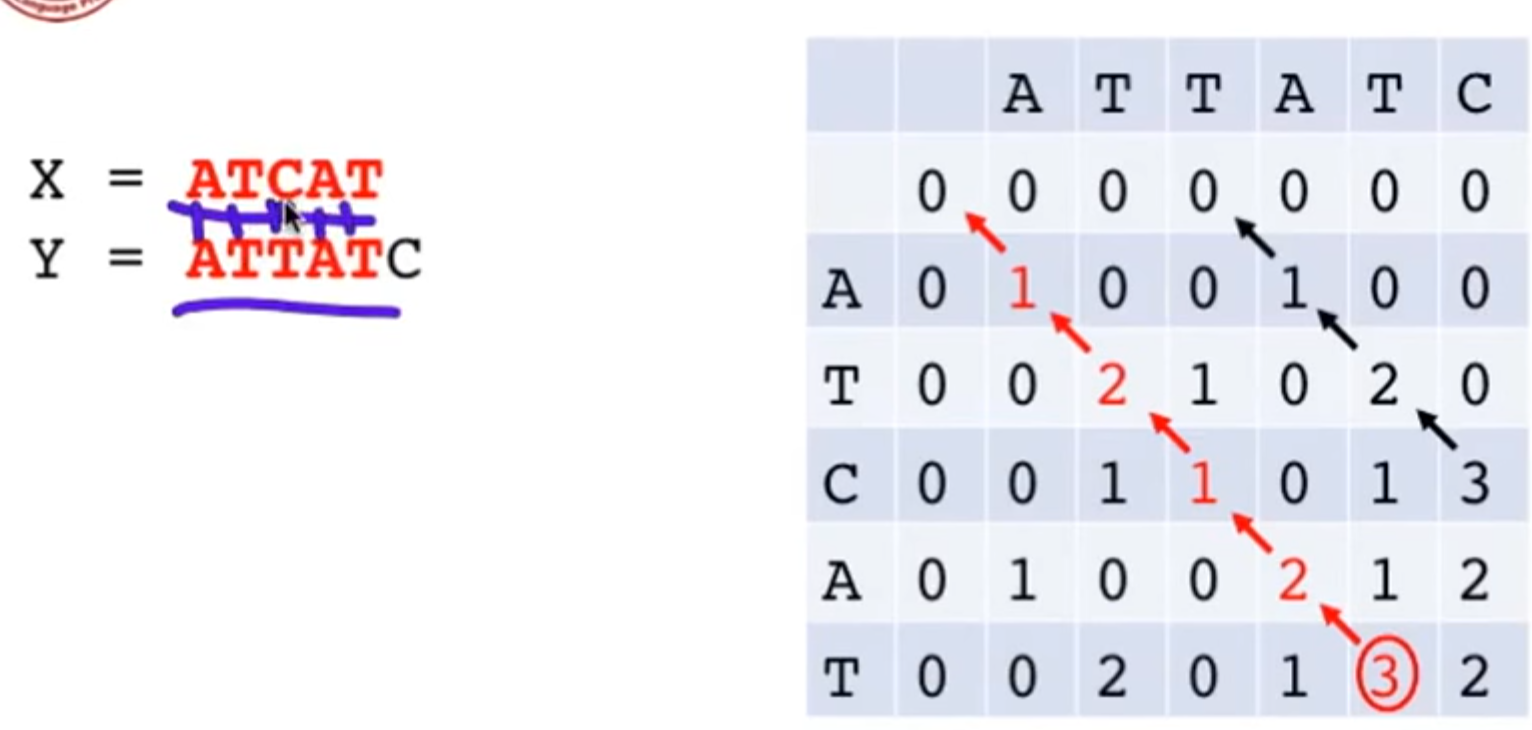 Language Pr
X = ATCAT
Y = ATTATC
A T T A T C
0 0 0 0 0 0 0
A 0 1 0 0 1 0 0
T 0 0 2 1 0 2 0
C 0 0 1 1 0 1 3
A 0 1 0 0 2 1 2
T 0 0 2 0 1 3 2